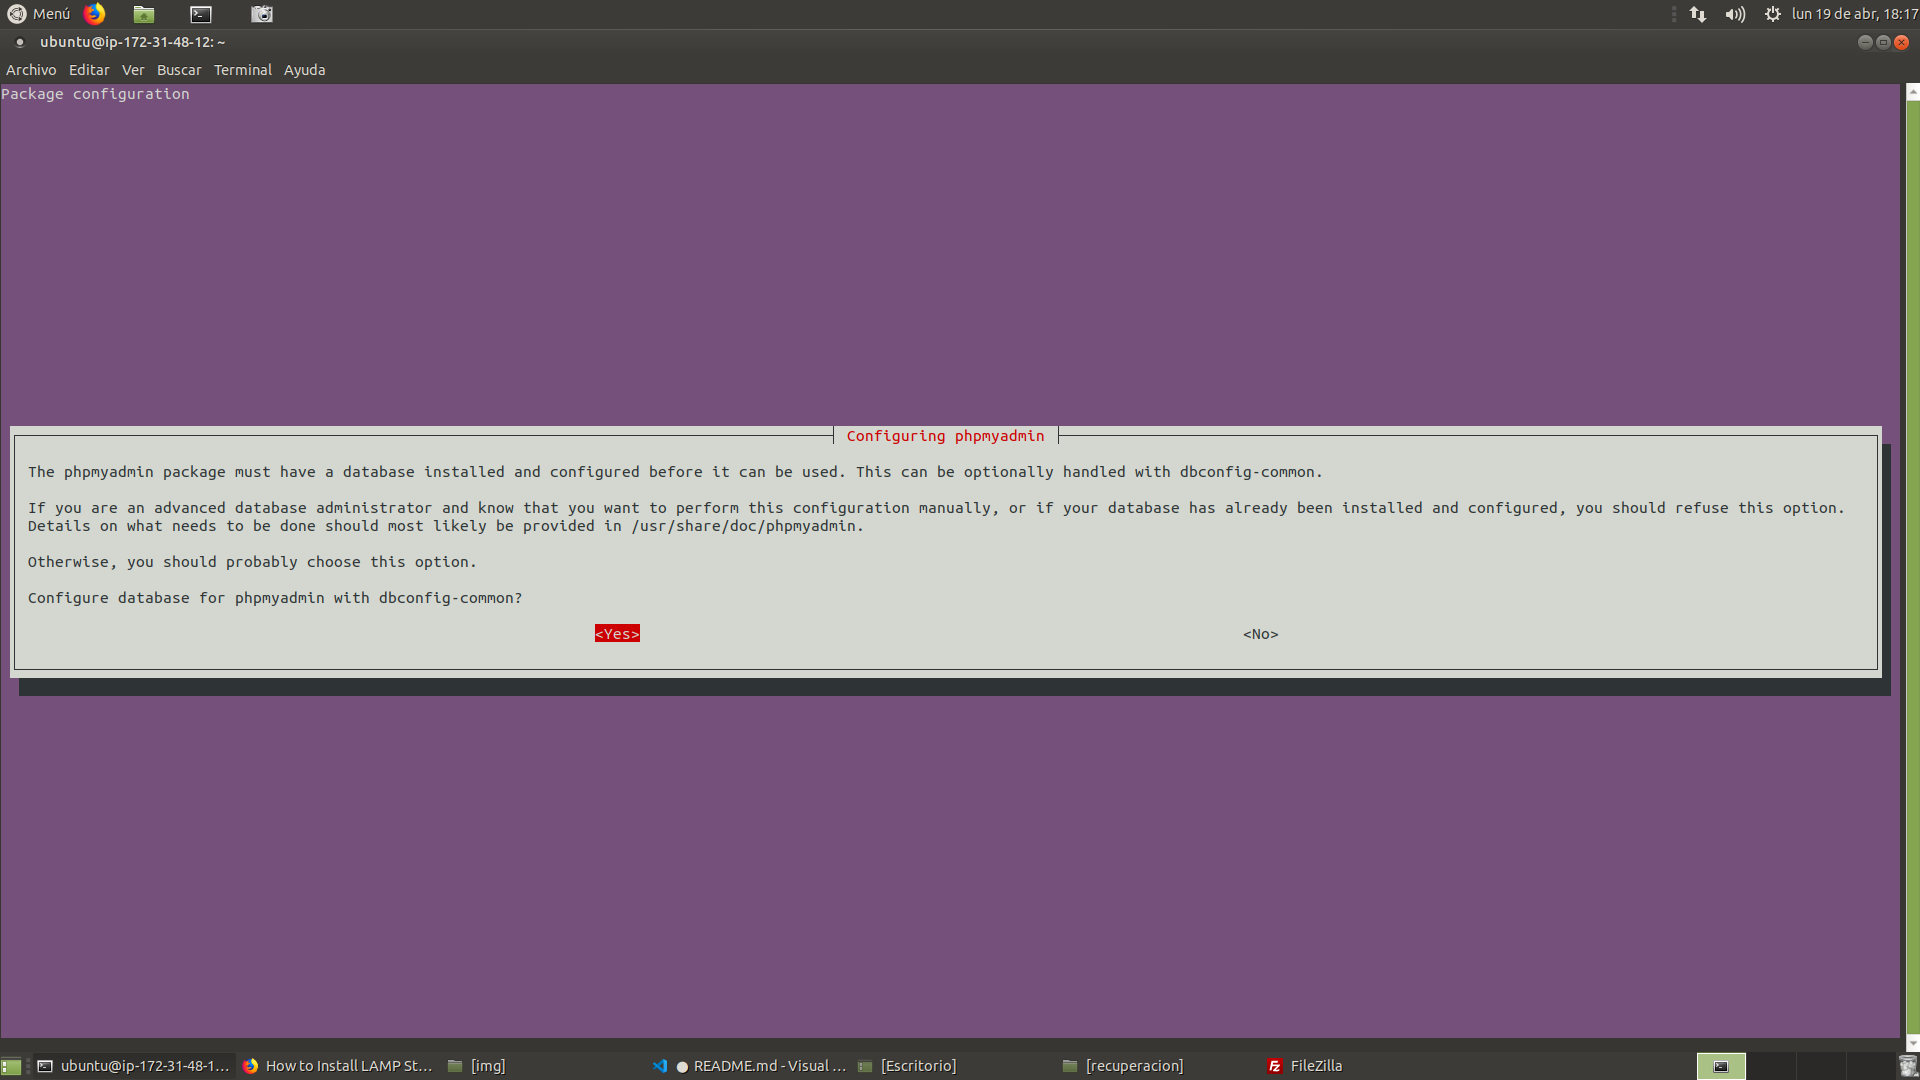 Menú
lun 19 de abr, 18:17
ubuntu@ip-172-31-48-12: ~
Archivo Editar Ver Buscar Terminal Ayuda
Package configuration
Configuring phpmyadmin
The phpmyadmin package must have a database installed and configured before it can be used. This can be optionally handled with dbconfig-common.
If you are an advanced database administrator and know that you want to perform this configuration manually, or if your database has already been installed and configured, you should refuse this option.
Details on what needs to be done should most likely be provided in /usr/share/doc/phpmyadmin.
Otherwise, you should probably choose this option.
Configure database for phpmyadmin with dbconfig-common?
<Yes> <No>
ubuntu@ip-172-31-48-1... How to Install LAMP St... [img] ● README.md - Visual ... [Escritorio] [recuperacion] FileZilla